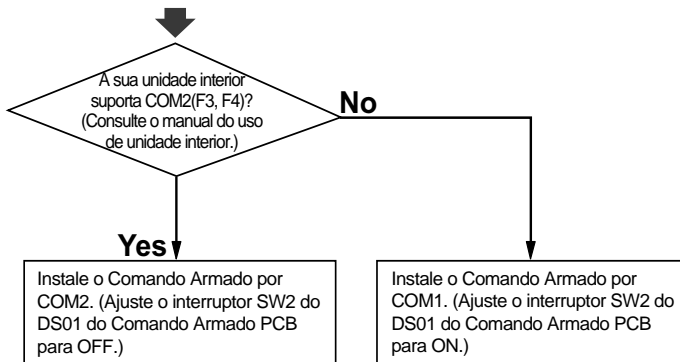 A sua unidade interior
suporta COM2(F3, F4)?
(Consulte o manual do uso
de unidade interior.)
No
Yes
Instale o Comando Armado por
COM2. (Ajuste o interruptor SW2 do
DS01 do Comando Armado PCB
para OFF.)
Instale o Comando Armado por
COM1. (Ajuste o interruptor SW2 do
DS01 do Comando Armado PCB
para ON.)